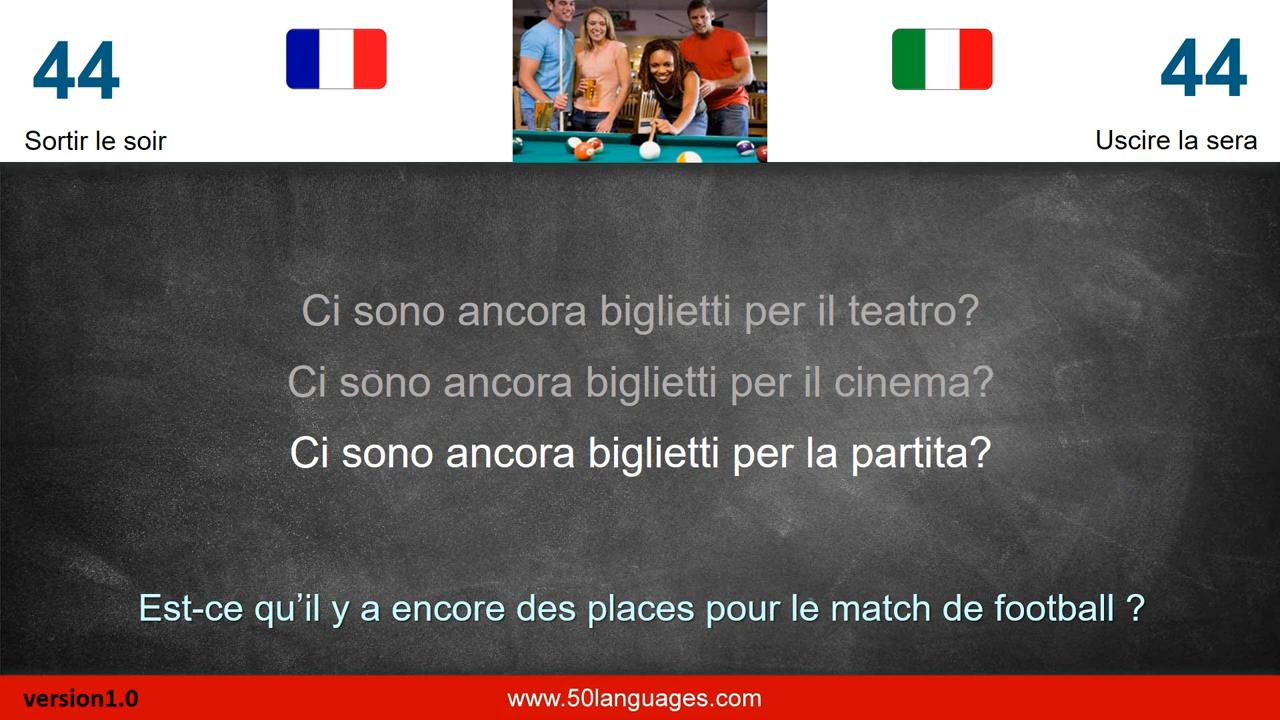 44
44
Sortir le soir
Uscire la sera
Ci sono ancora biglietti per il teatro?
Ci sono ancora biglietti per il cinema?
Ci sono ancora biglietti per la partita?
Est-ce qu’il y a encore des places pour le match de football ?
version1.0
www.50languages.com